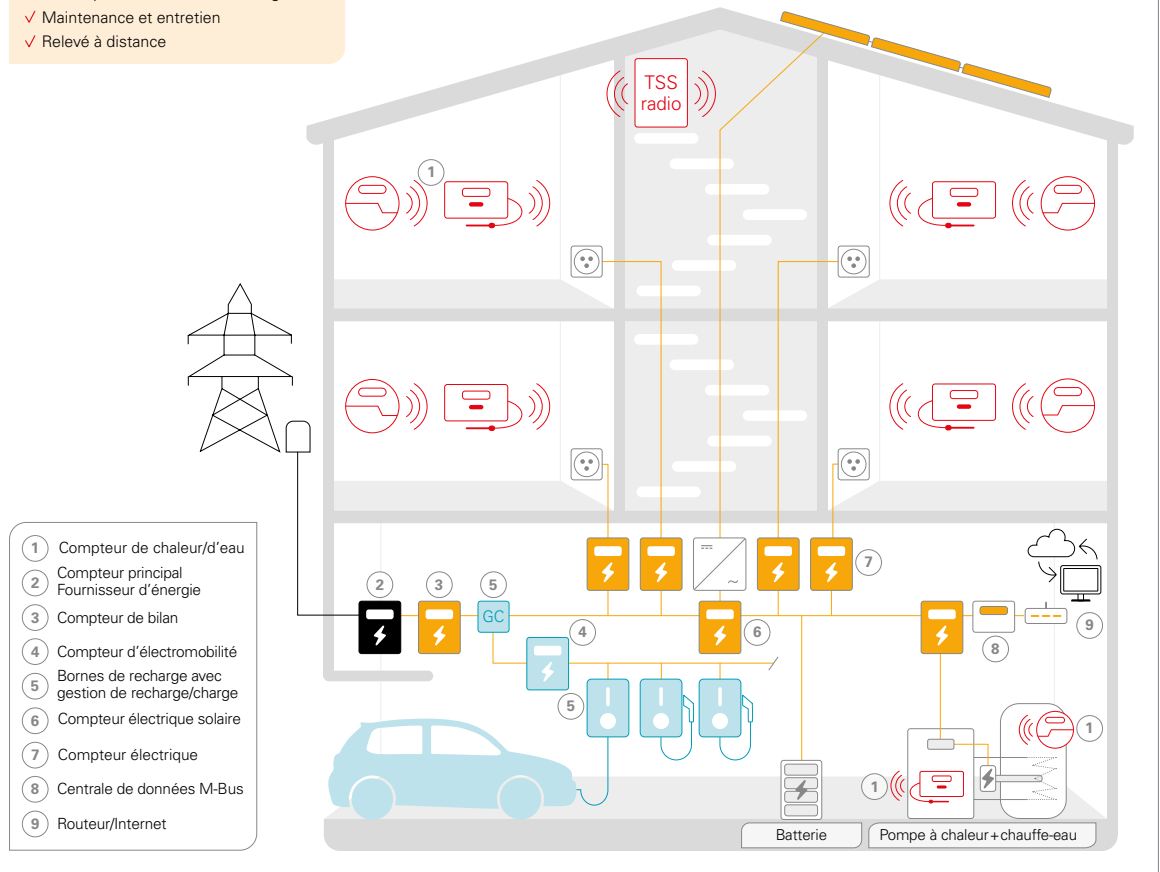 ✓ Maintenance et entretien
✓ Relevé à distance
TSS
radio
1
2
3
5
GC
4
5
6
7
8
9
1
1
Batterie
Pompe à chaleur+chauffe-eau
1 Compteur de chaleur/d'eau
2 Compteur principal
Fournisseur d'énergie
3 Compteur de bilan
4 Compteur d'électromobilité
5 Bornes de recharge avec
gestion de recharge/charge
6 Compteur électrique solaire
7 Compteur électrique
8 Centrale de données M-Bus
9 Routeur/Internet